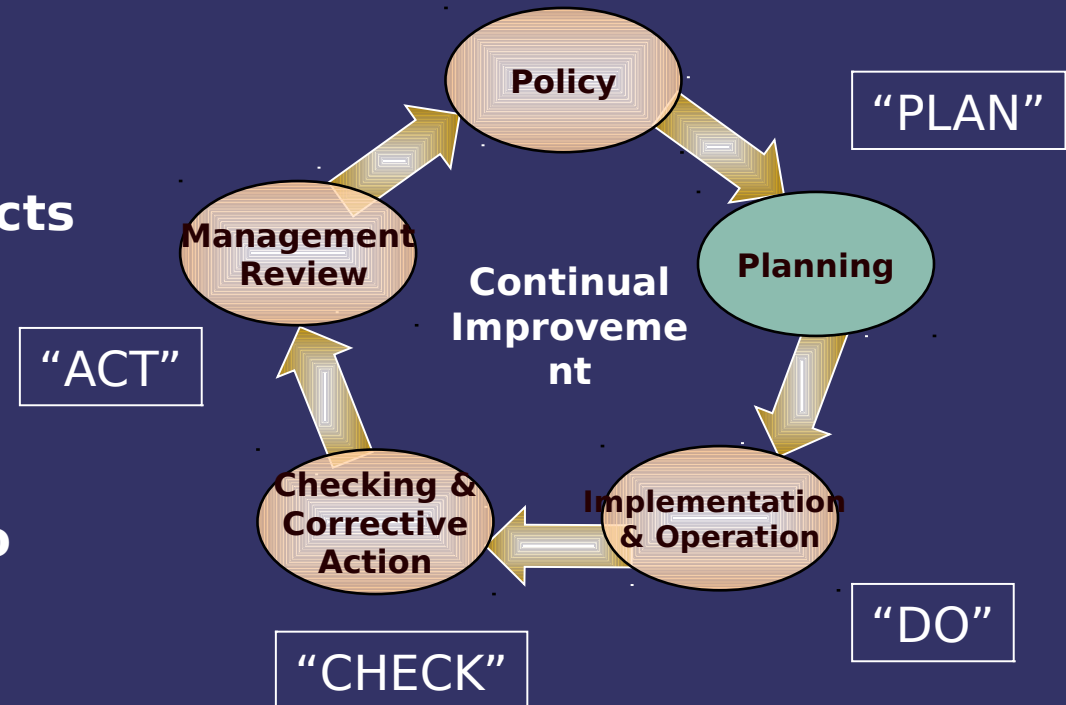 Policy
“PLAN”
cts
Management
Review
Planning
Continual
Improveme
nt
“ACT”
Checking &
Corrective
Action
Implementation
& Operation
“DO”
“CHECK”